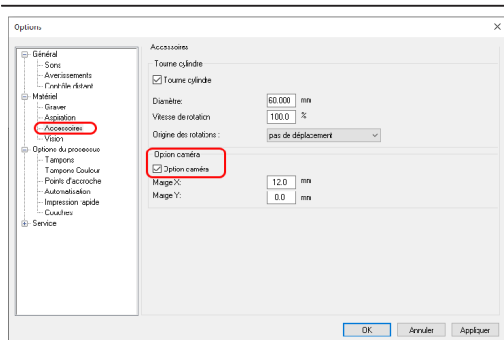 Options
Général
Sons
Averissements
Contrôle distant
Matériel
Graver
Aspiration
Accessoires
Vision
Options du processus
Tampons
Tampons Couleur
Points d'accroche
Automatisation
Impression rapide
Couches
Service
Accessoires
Tourne cylindre
Tourne cylindre
Diamètre: 60.000 mm
Vitesse de rotation 100.0 %
Origine des rotations : pas de déplacement
Option caméra
Option caméra
Marge X: 12.0 mm
Marge Y: 0.0 mm
OK Annuler Appliquer